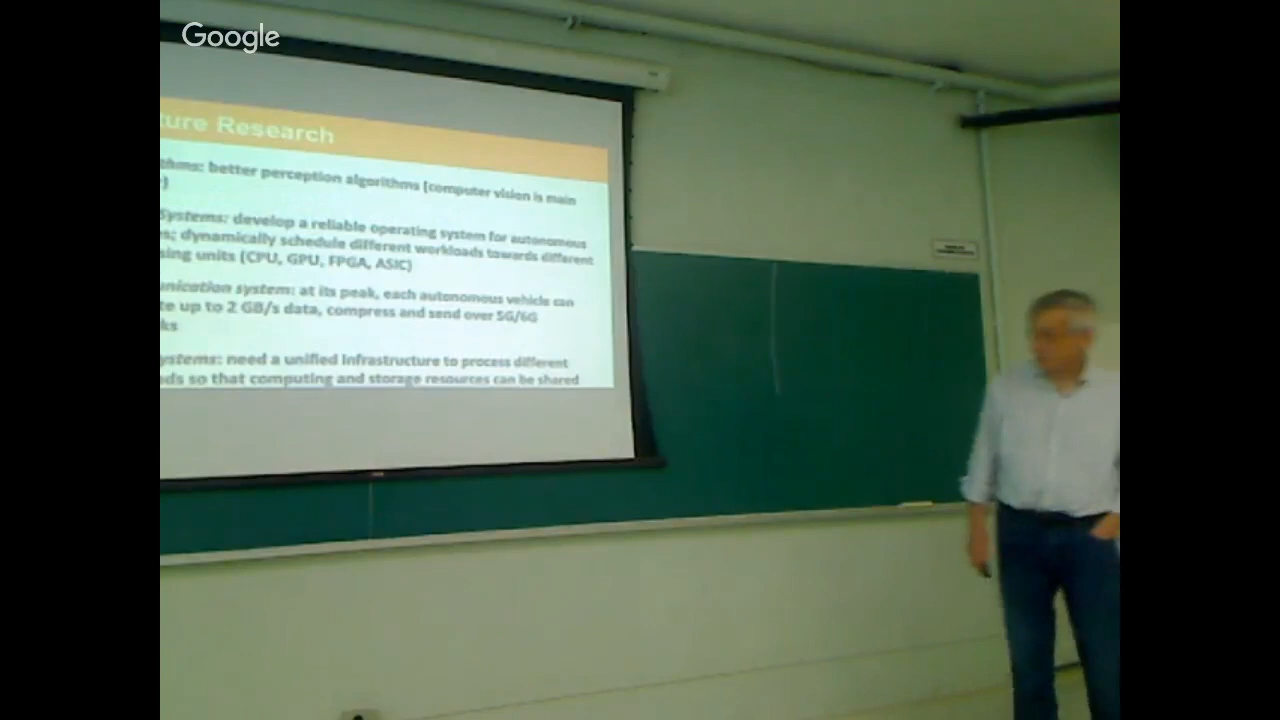 Google
ture Research
thms: better perception algorithms (computer vision is main
)
Systems: develop a reliable operating system for autonomous
s; dynamically schedule different workloads towards different
sing units (CPU, GPU, FPGA, ASIC)
unication system: at its peak, each autonomous vehicle can
te up to 2 GB/s data, compress and send over 5G/6G
ks
ystems: need a unified infrastructure to process different
ds so that computing and storage resources can be shared